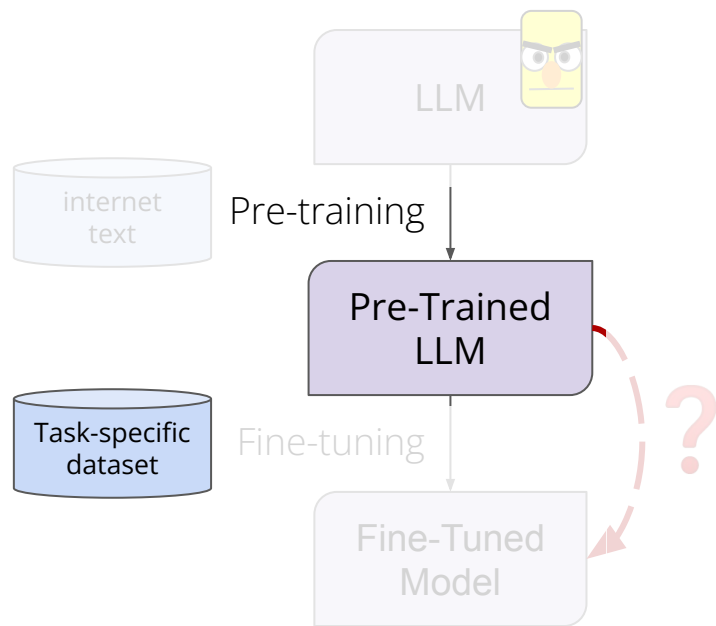 LLM
internet
text
Pre-training
Pre-Trained
LLM
Task-specific
dataset
Fine-tuning
?
Fine-Tuned
Model